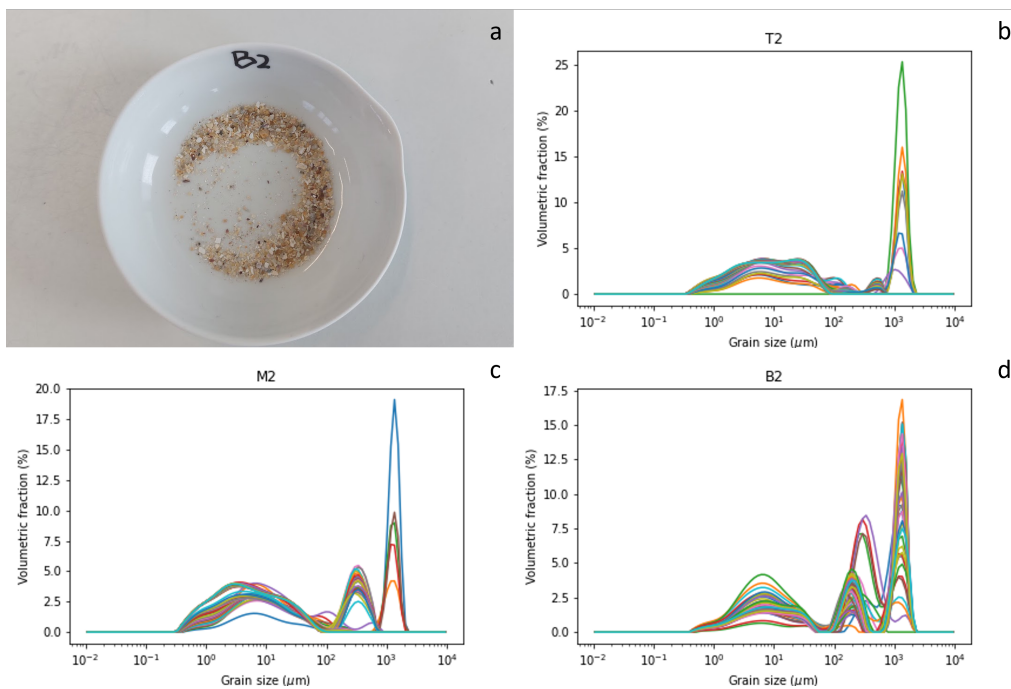 a
B2
b
T2
Volumetric fraction (%)
25
20
15
10
5
0
10⁻² 10⁻¹ 10⁰ 10¹ 10² 10³ 10⁴
Grain size (μm)
c
M2
Volumetric fraction (%)
20.0
17.5
15.0
12.5
10.0
7.5
5.0
2.5
0.0
10⁻² 10⁻¹ 10⁰ 10¹ 10² 10³ 10⁴
Grain size (μm)
d
B2
Volumetric fraction (%)
17.5
15.0
12.5
10.0
7.5
5.0
2.5
0.0
10⁻² 10⁻¹ 10⁰ 10¹ 10² 10³ 10⁴
Grain size (μm)